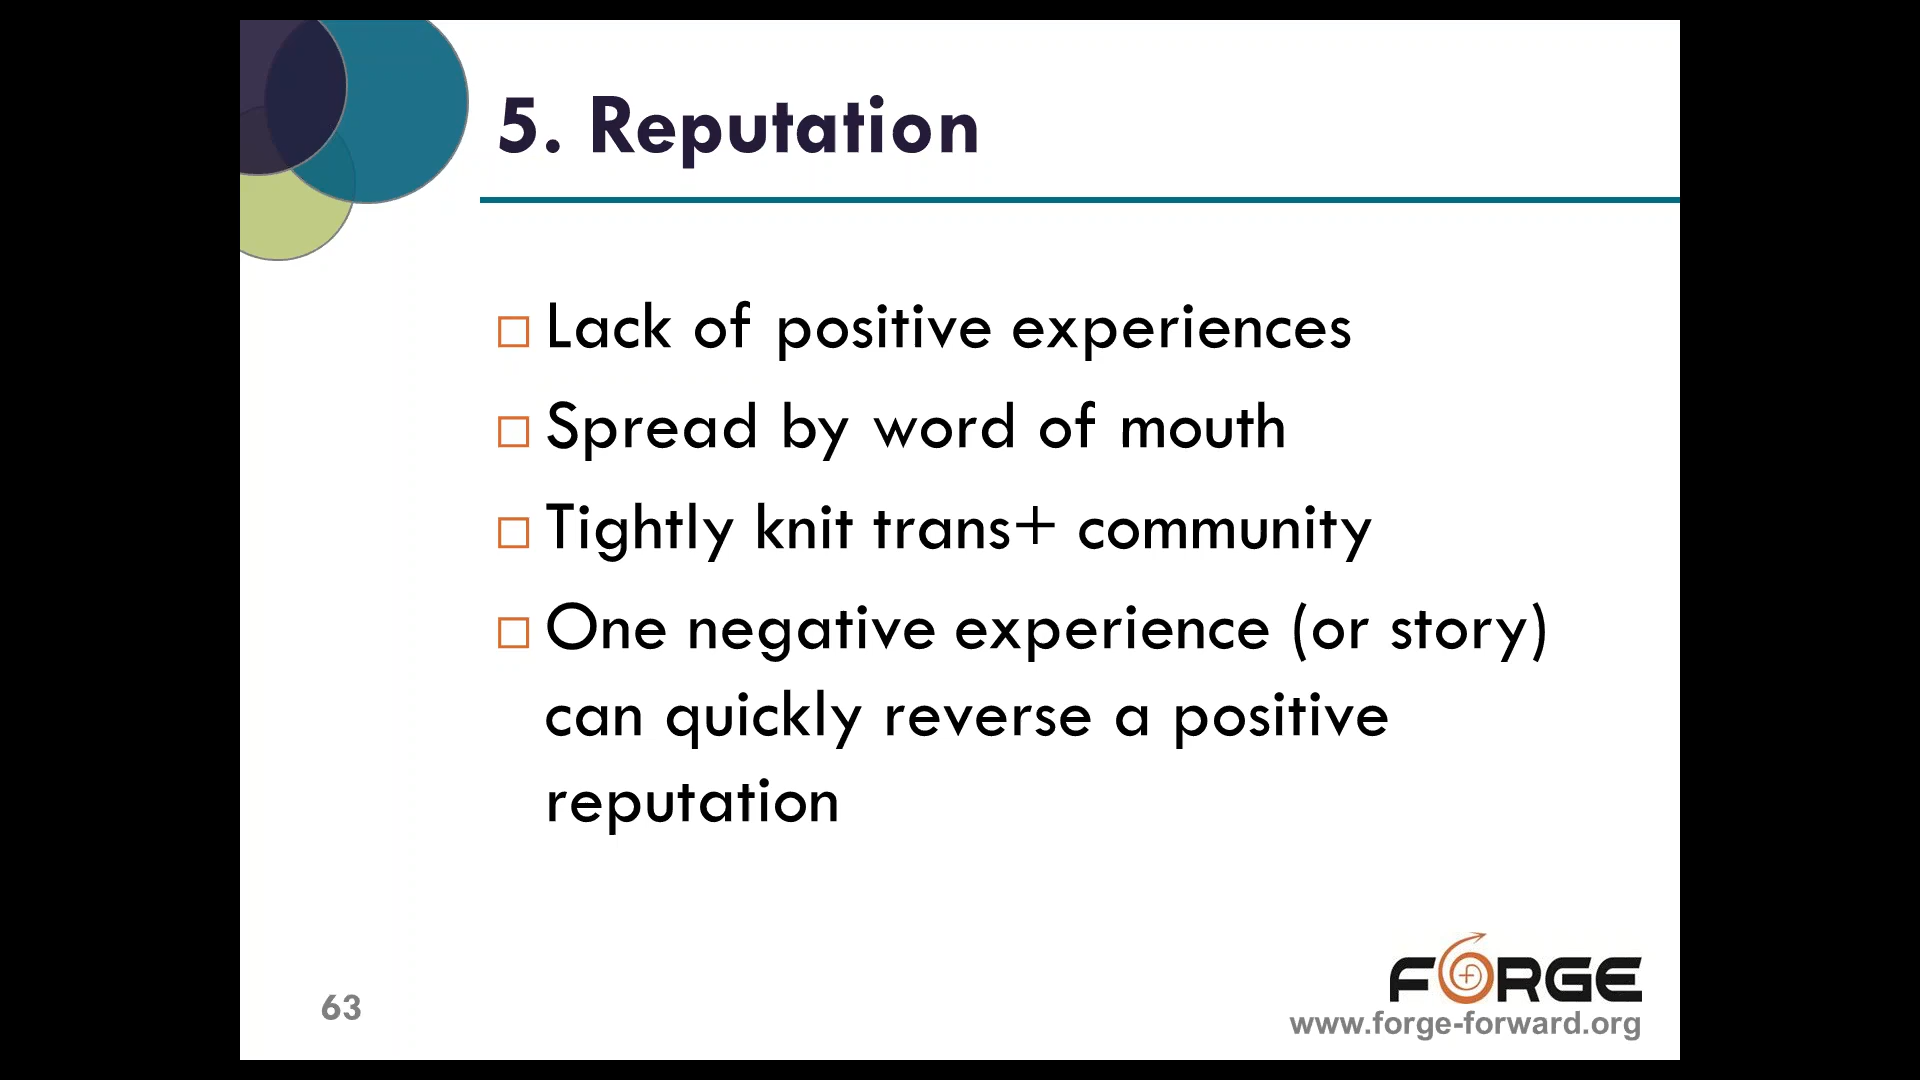 5. Reputation
Lack of positive experiences
Spread by word of mouth
Tightly knit trans+ community
One negative experience (or story)
can quickly reverse a positive
reputation
FORGE
63
www.forge-forward.org